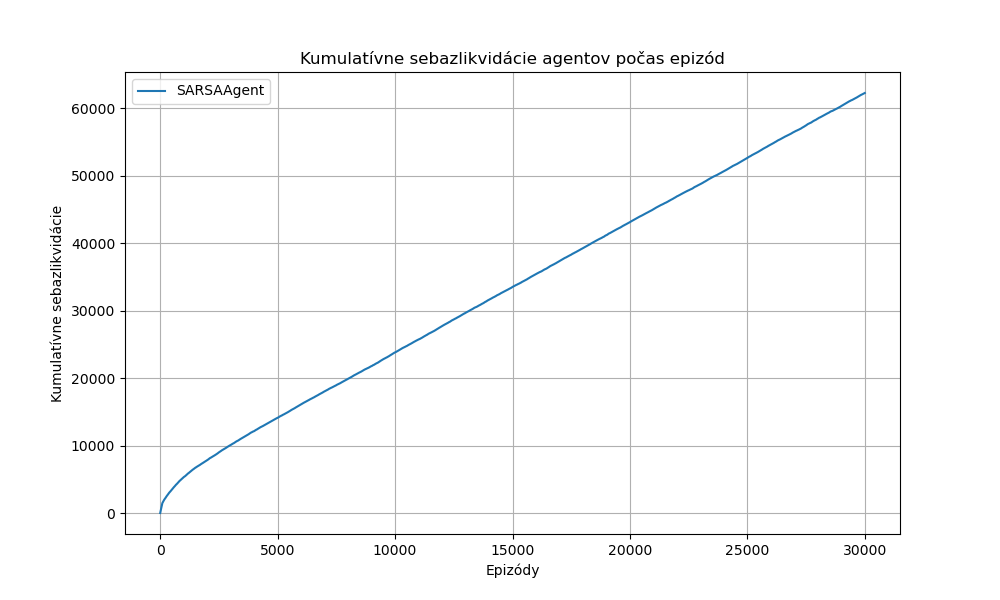 Kumulatívne sebazlikvidácie agentov počas epizód
SARSAAgent
Kumulatívne sebazlikvidácie
60000
50000
40000
30000
20000
10000
0
0 5000 10000 15000 20000 25000 30000
Epizódy